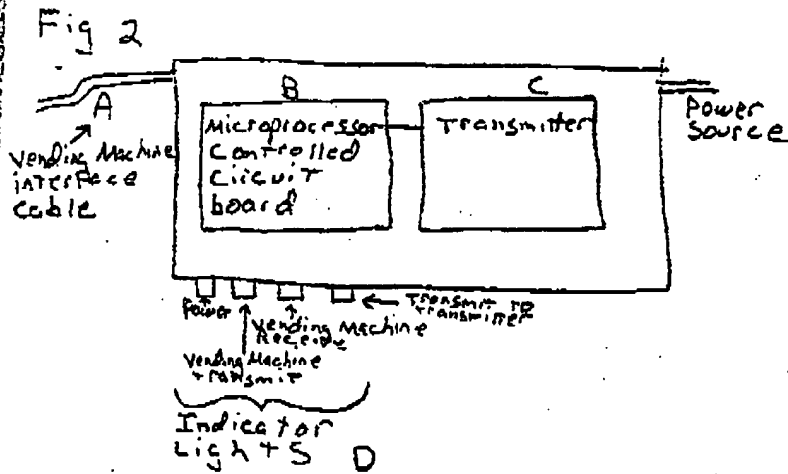 Fig 2
A
Vending Machine
interface
cable
B
Microprocessor
controlled
circuit
board
C
Transmitter
Power
Source
Power
Vending Machine
transmit
Vending Machine
Receive
Transmit to
transmitter
Indicator
Lights D